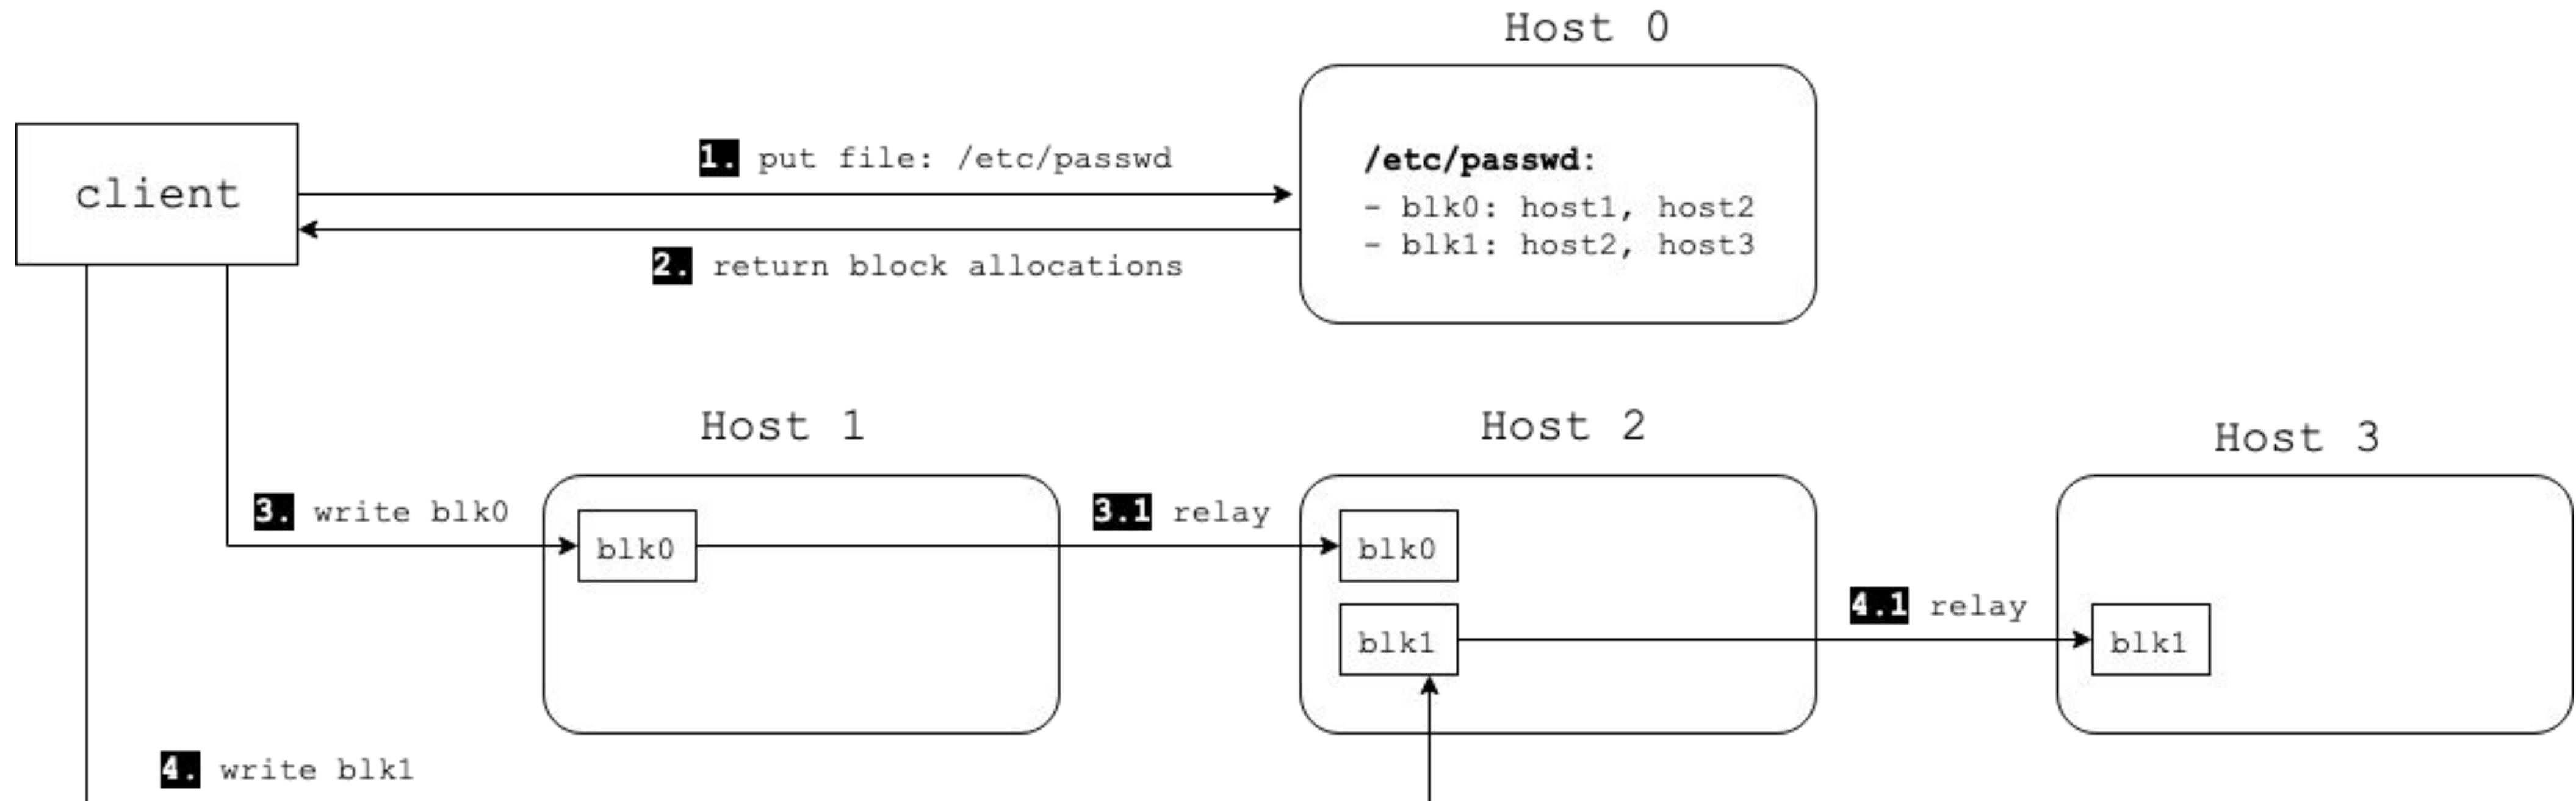 Host 0
client
1. put file: /etc/passwd
2. return block allocations
/etc/passwd:
- blk0: host1, host2
- blk1: host2, host3
Host 1
Host 2
Host 3
3. write blk0
blk0
3.1 relay
blk0
blk1
4.1 relay
blk1
4. write blk1